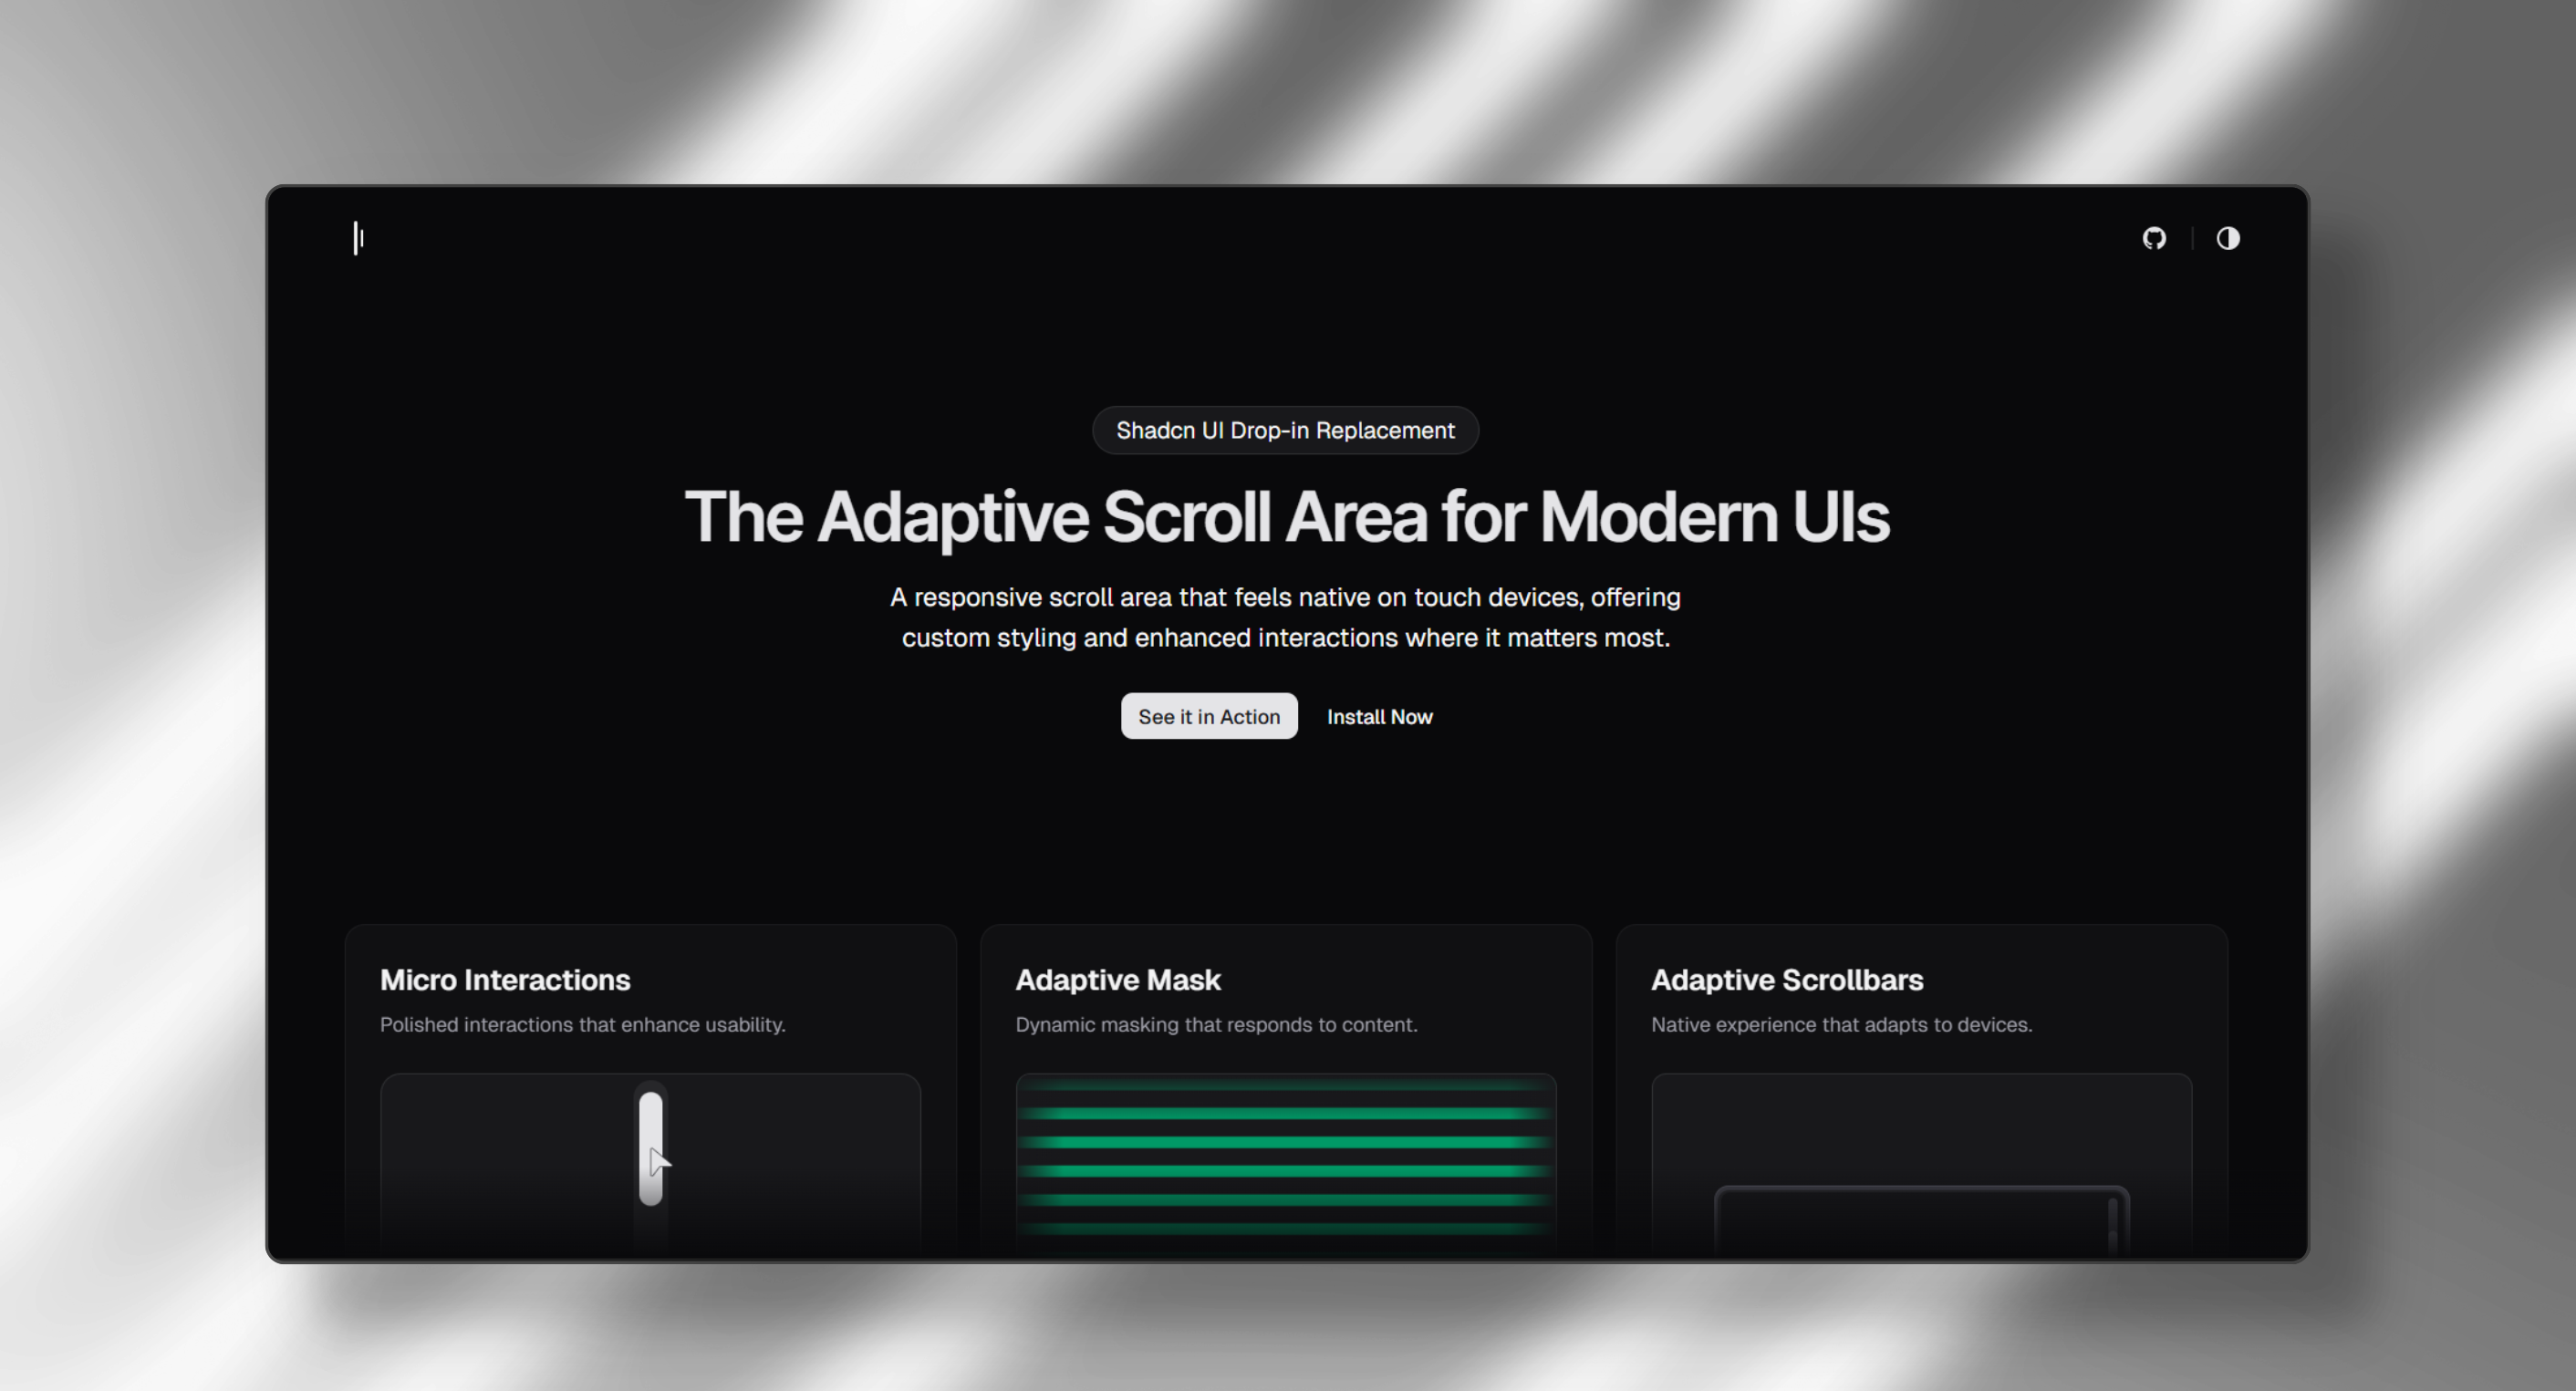 Shadcn UI Drop-in Replacement
The Adaptive Scroll Area for Modern UIs
A responsive scroll area that feels native on touch devices, offering
custom styling and enhanced interactions where it matters most.
See it in Action
Install Now
Micro Interactions
Polished interactions that enhance usability.
Adaptive Mask
Dynamic masking that responds to content.
Adaptive Scrollbars
Native experience that adapts to devices.